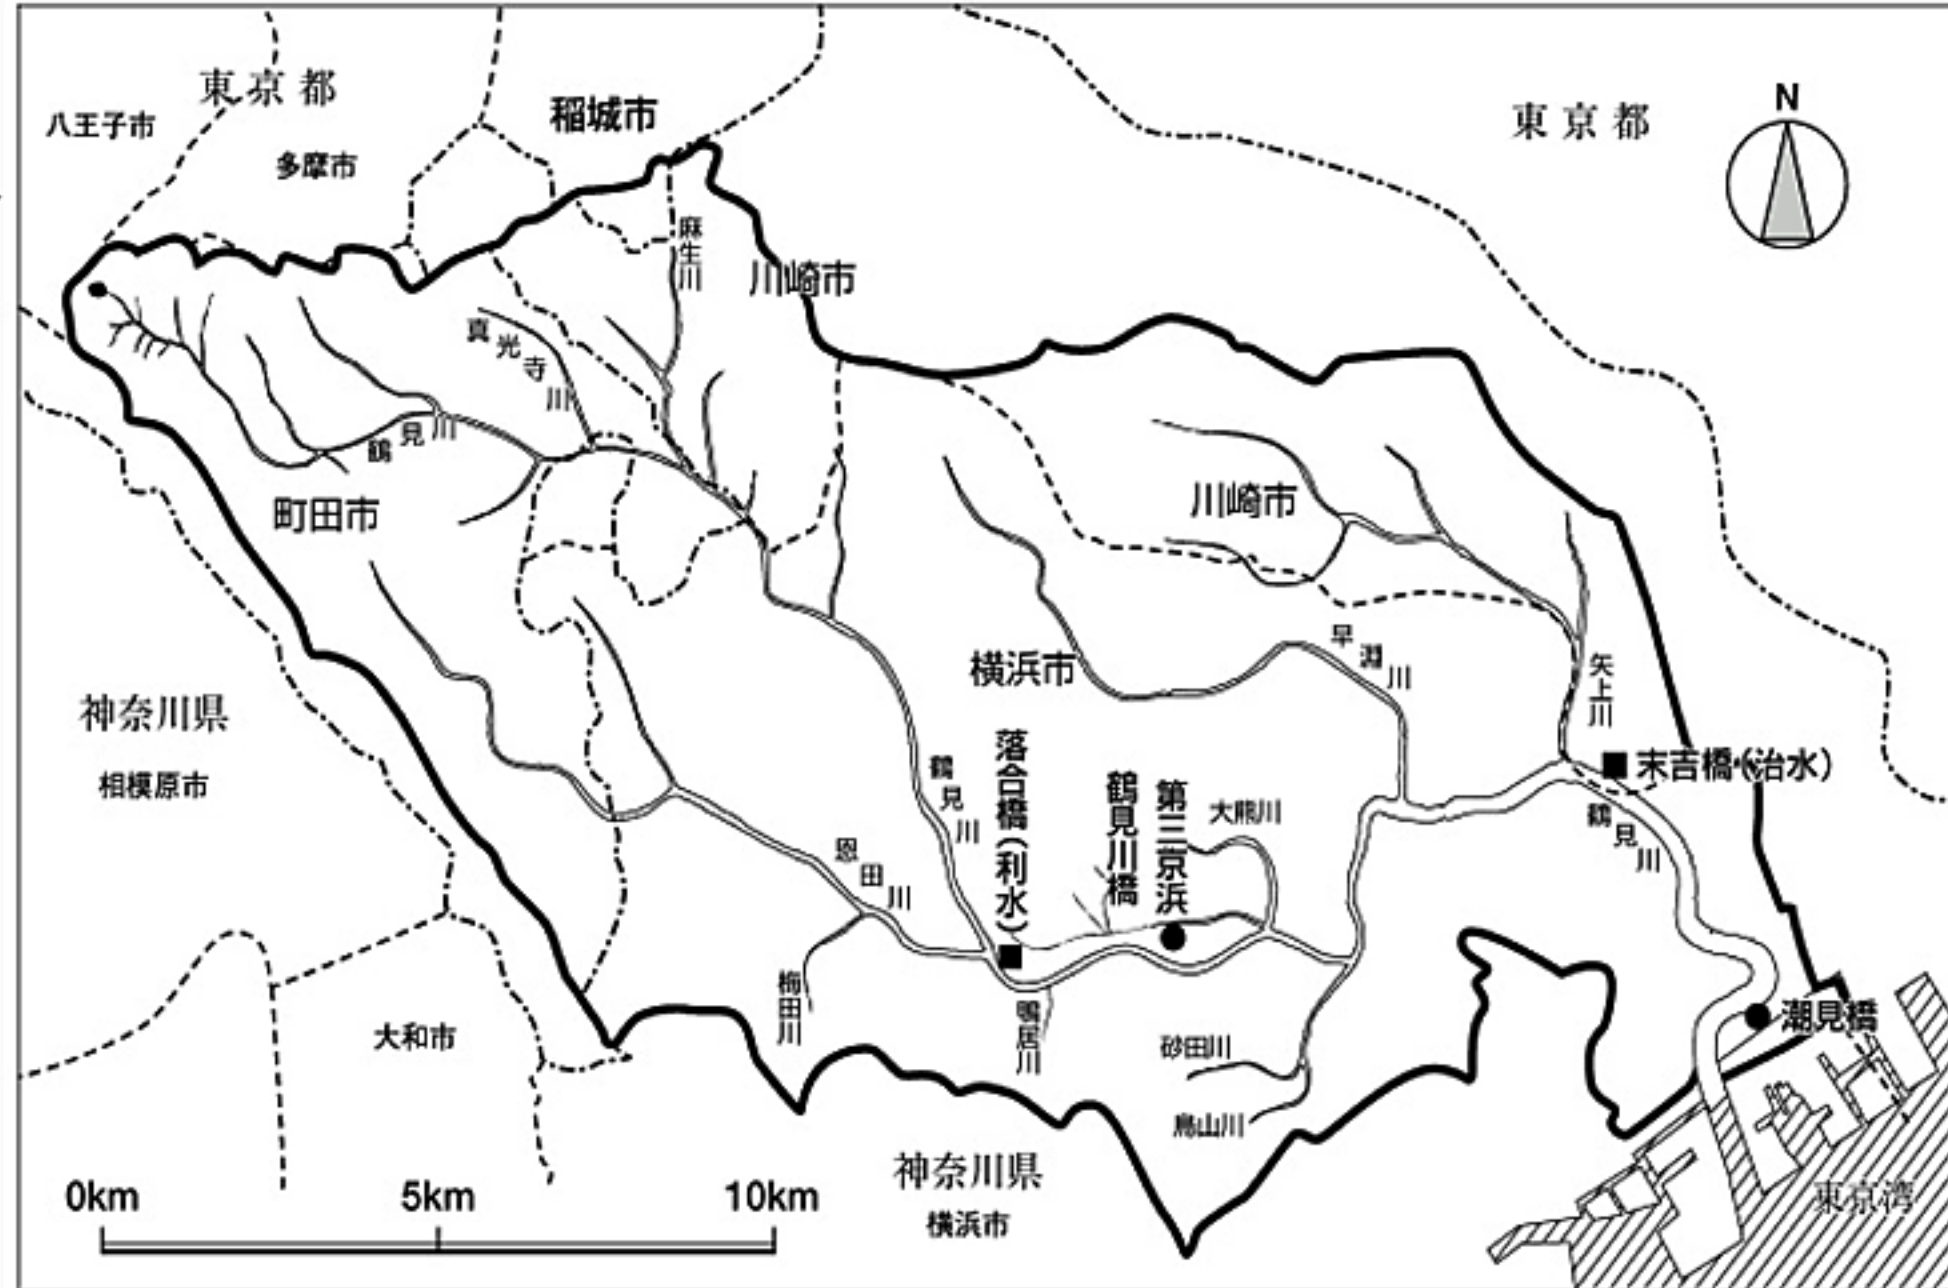 東京都
八王子市
多摩市
稲城市
東京都
N
麻生川
川崎市
真光寺川
鶴見川
町田市
川崎市
早淵川
横浜市
矢上川
神奈川県
相模原市
落合橋(利水)
鶴見川橋
第三京浜
大熊川
末吉橋(治水)
鶴見川
鶴見川
恩田川
梅田川
鴨居川
大和市
砂田川
鳥山川
潮見橋
神奈川県
横浜市
東京湾
0km
5km
10km